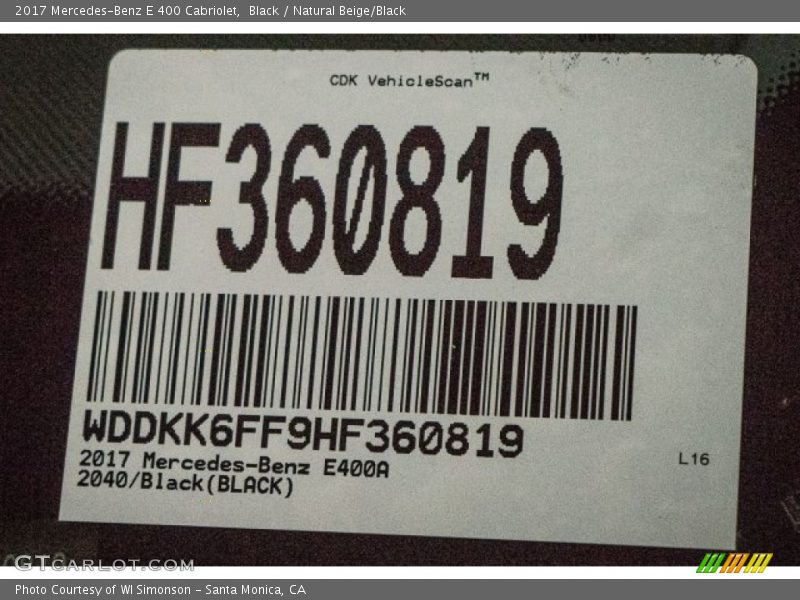 2017 Mercedes-Benz E 400 Cabriolet,  Black / Natural Beige/Black
CDK VehicleScan™
HF360819
WDDKK6FF9HF360819
2017 Mercedes-Benz E400A
L16
2040/Black(BLACK)
GTCARLOT.COM
Photo Courtesy of WI Simonson - Santa Monica, CA